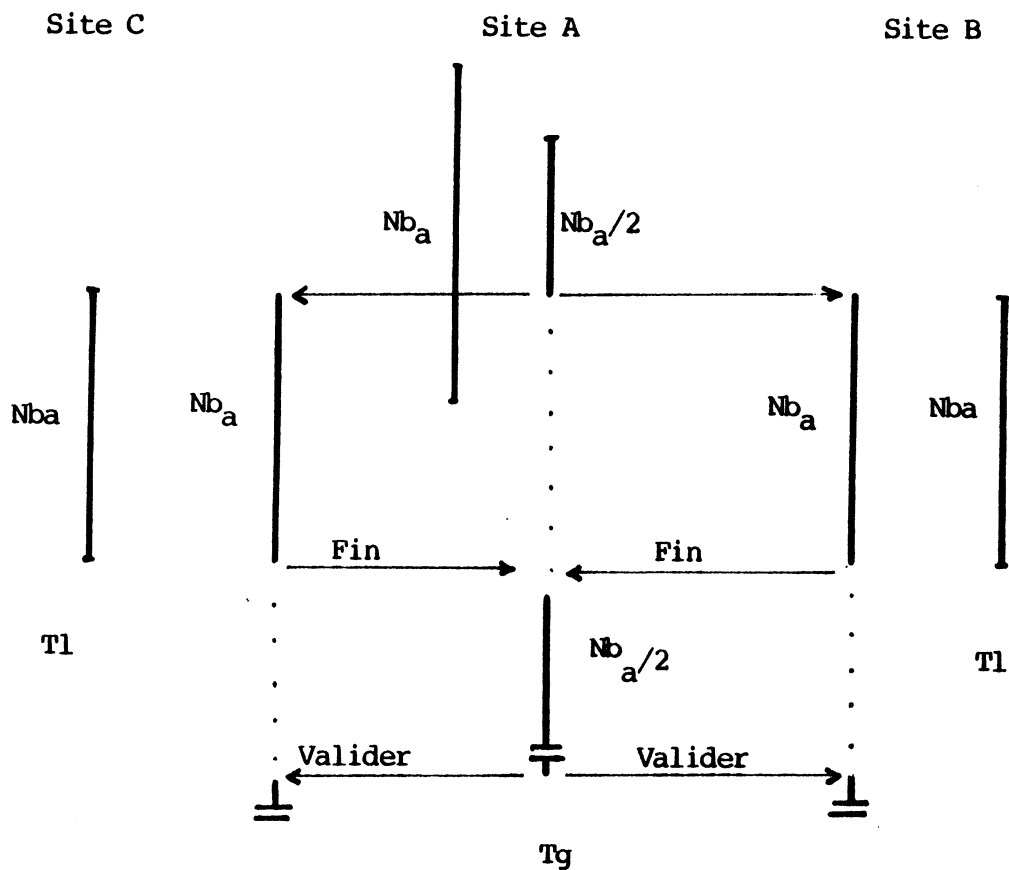 Site C Site A Site B
Nb_a Nb_a/2
Nba Nb_a Nb_a Nba
Fin Fin
Tl Nb_a/2 Tl
Valider Valider
Tg